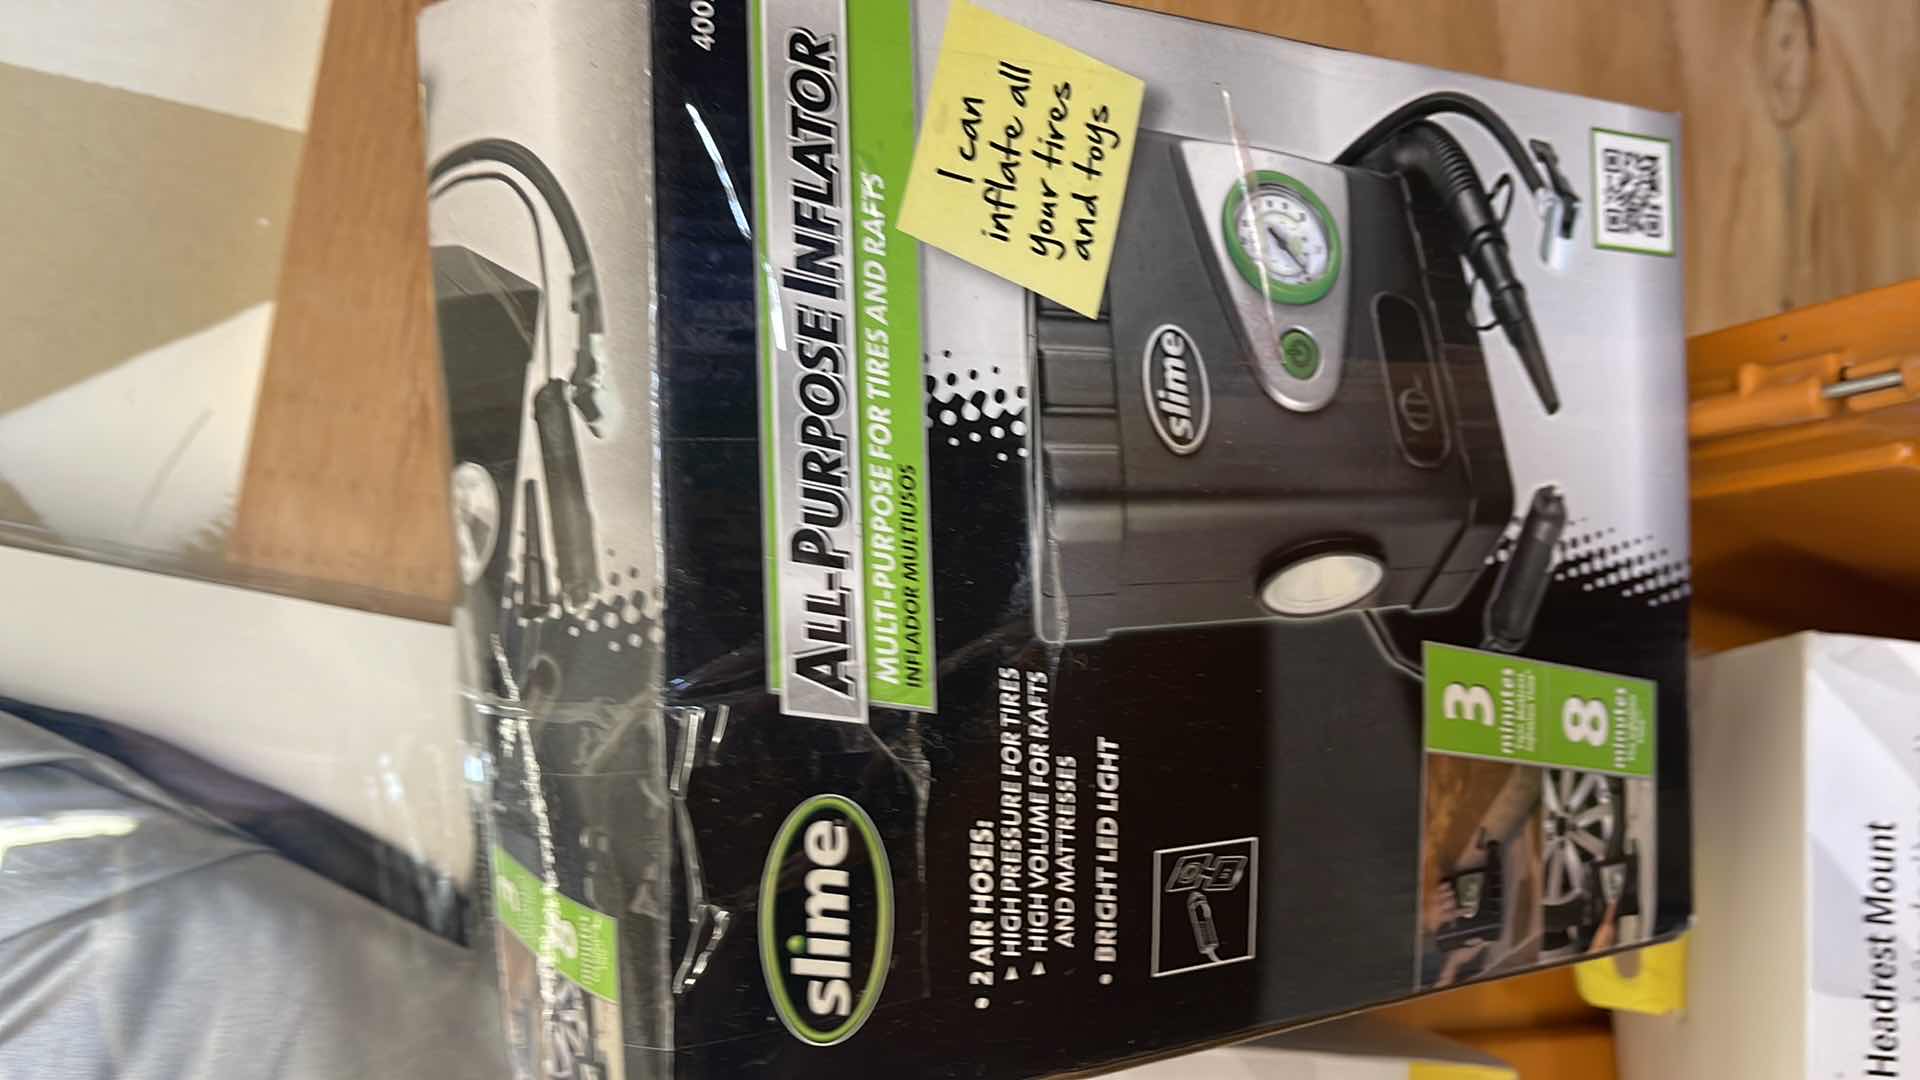 400
ALL-PURPOSE INFLATOR
MULTI-PURPOSE FOR TIRES AND RAFTS
INFLADOR MULTIUSOS
I can
inflate all
your tires
and toys
slime
slime
• 2 AIR HOSES:
▸ HIGH PRESSURE FOR TIRES
▸ HIGH VOLUME FOR RAFTS
AND MATTRESSES
• BRIGHT LED LIGHT
3
minutes
8
minutes
3
8
Headrest Mount